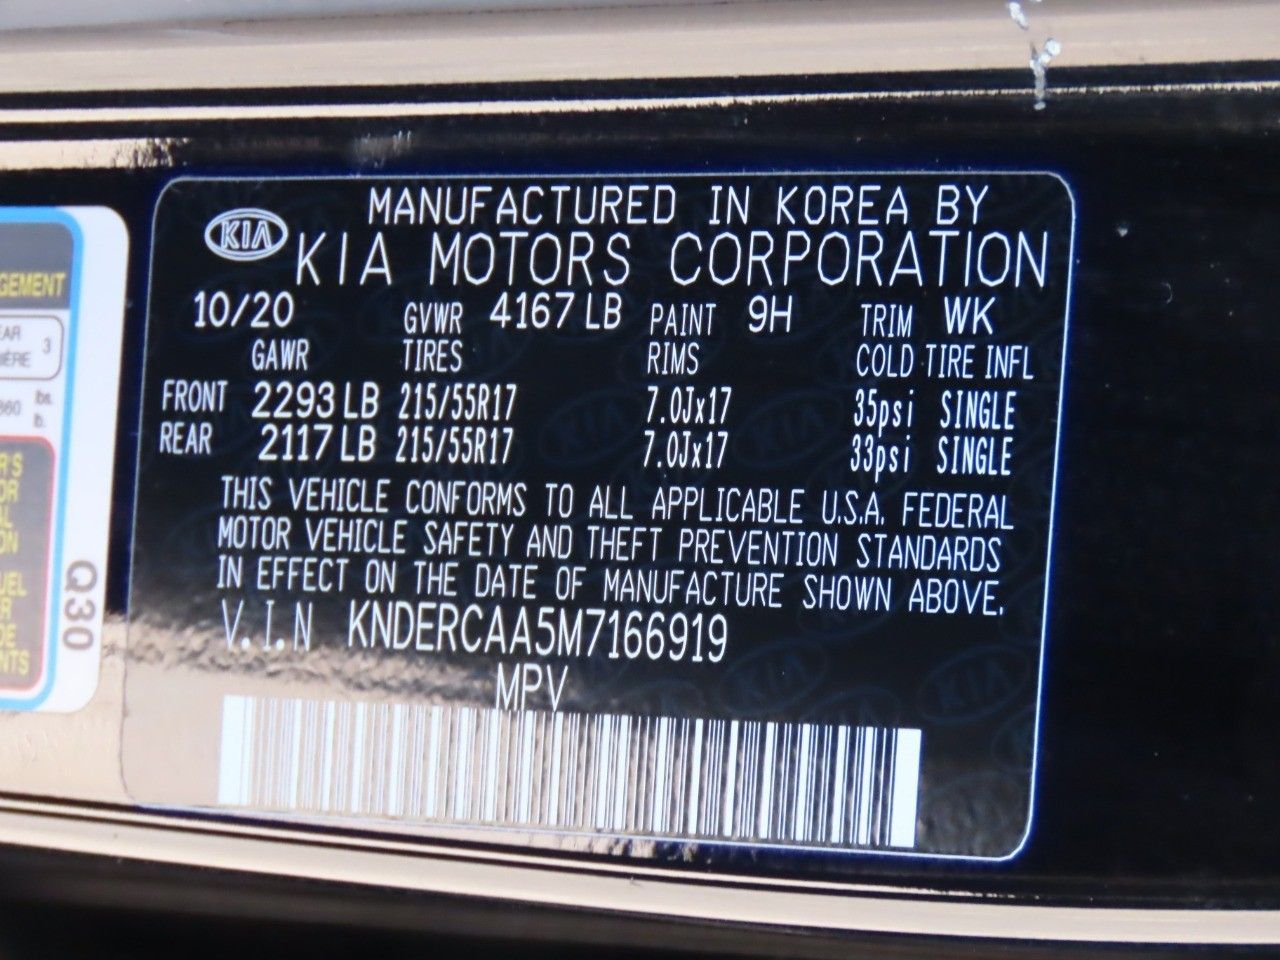 MANUFACTURED IN KOREA BY
KIA KIA MOTORS CORPORATION
10/20 GVWR 4167 LB PAINT 9H TRIM WK
GAWR TIRES RIMS COLD TIRE INFL
FRONT 2293 LB 215/55R17 7.0Jx17 35psi SINGLE
REAR 2117 LB 215/55R17 7.0Jx17 33psi SINGLE
THIS VEHICLE CONFORMS TO ALL APPLICABLE U.S.A. FEDERAL
MOTOR VEHICLE SAFETY AND THEFT PREVENTION STANDARDS
IN EFFECT ON THE DATE OF MANUFACTURE SHOWN ABOVE.
V.I.N KNDERCAA5M7166919
MPV
Q30
3